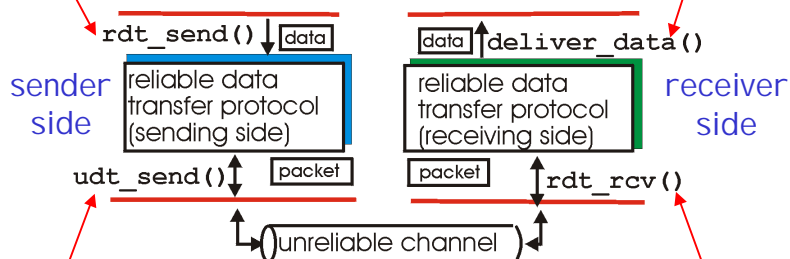 rdt_send()
data
data
deliver_data()
sender
side
reliable data
transfer protocol
(sending side)
reliable data
transfer protocol
(receiving side)
receiver
side
udt_send()
packet
packet
rdt_rcv()
unreliable channel